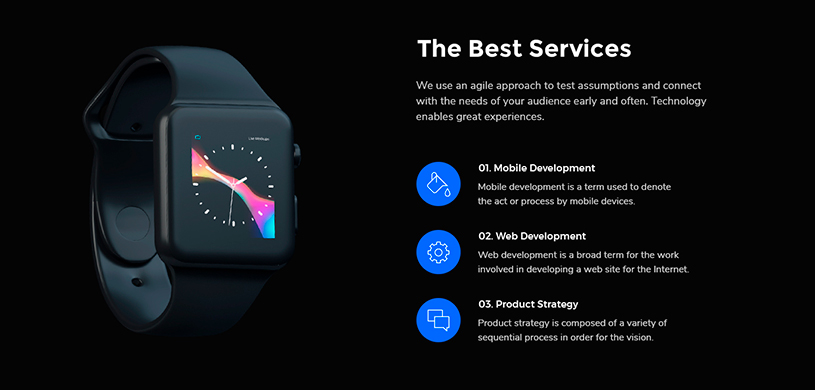 The Best Services
We use an agile approach to test assumptions and connect
with the needs of your audience early and often. Technology
enables great experiences.
01. Mobile Development
Mobile development is a term used to denote
the act or process by mobile devices.
02. Web Development
Web development is a broad term for the work
involved in developing a web site for the Internet.
03. Product Strategy
Product strategy is composed of a variety of
sequential process in order for the vision.